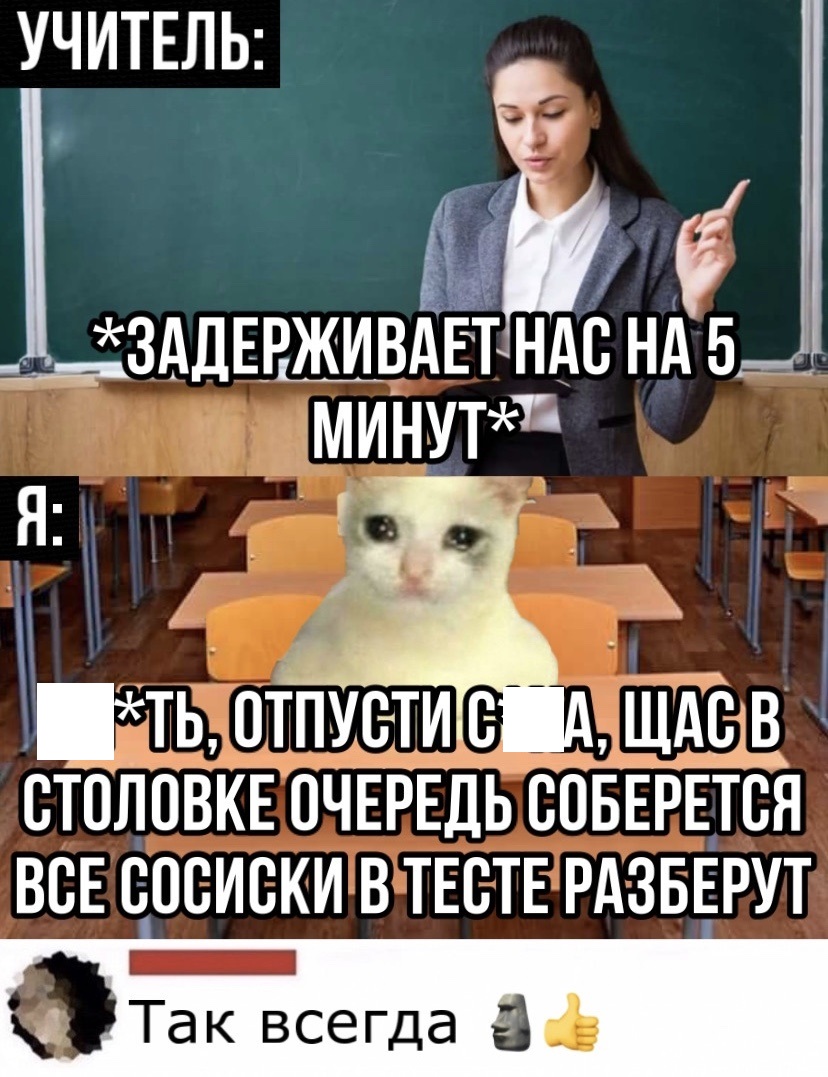 УЧИТЕЛЬ:
*ЗАДЕРЖИВАЕТ НАС НА 5
МИНУТ*
Я:
*ТЬ, ОТПУСТИ С*А, ЩАС В
СТОЛОВКЕ ОЧЕРЕДЬ СОБЕРЕТСЯ
ВСЕ СОСИСКИ В ТЕСТЕ РАЗБЕРУТ
Так всегда 🗿👍